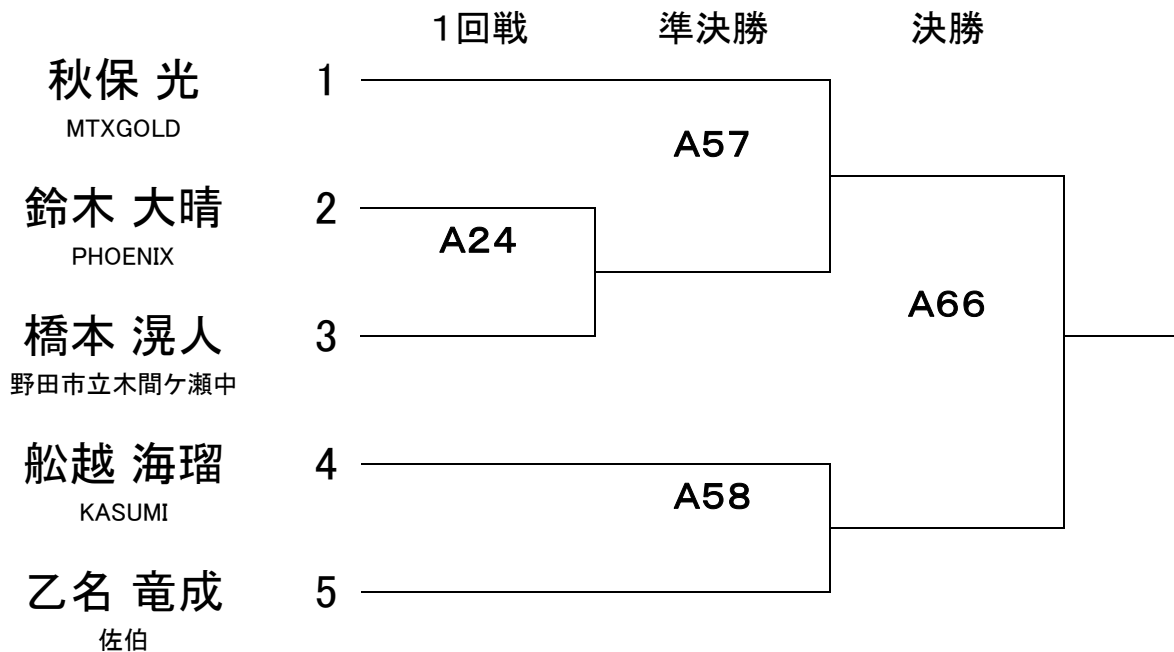 １回戦 準決勝 決勝
秋保 光 1
MTXGOLD
A57
鈴木 大晴 2
PHOENIX
A24
A66
橋本 滉人 3
野田市立木間ケ瀬中
舩越 海瑠 4
KASUMI
A58
乙名 竜成 5
佐伯